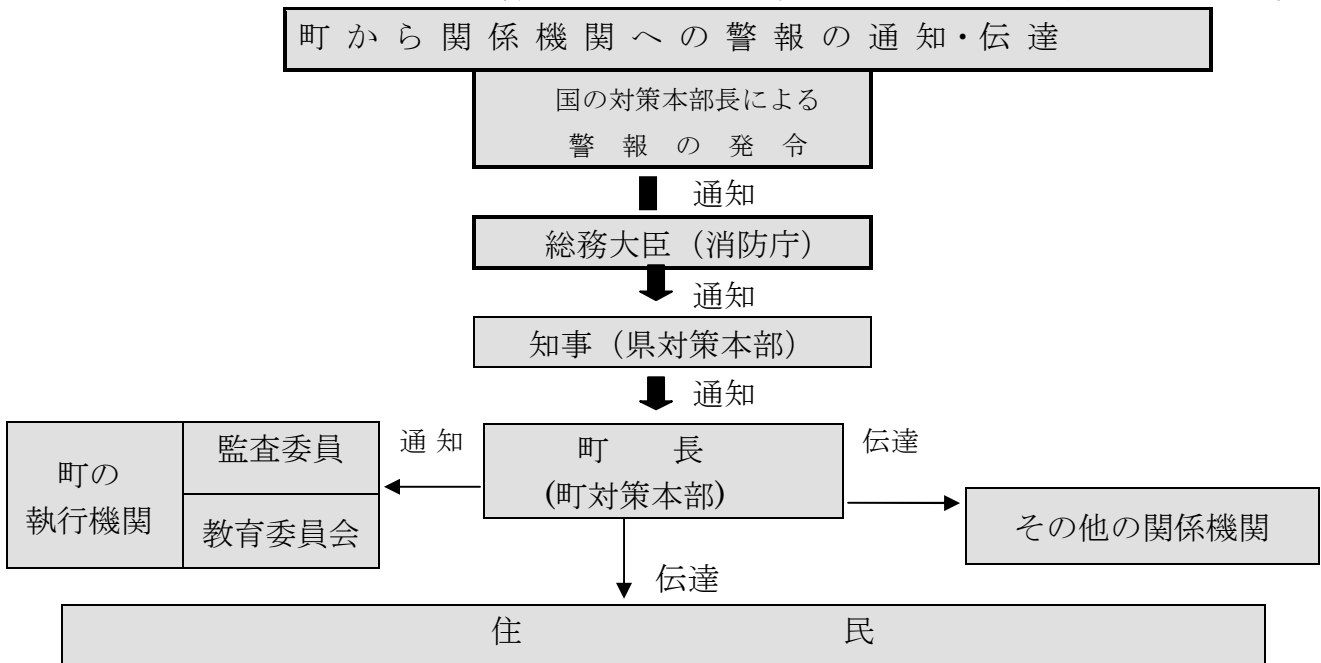 町から関係機関への警報の通知・伝達
国の対策本部長による
警報の発令
通知
総務大臣（消防庁）
通知
知事（県対策本部）
通知
町の
執行機関
監査委員
教育委員会
通知
町長
(町対策本部)
伝達
その他の関係機関
伝達
住民